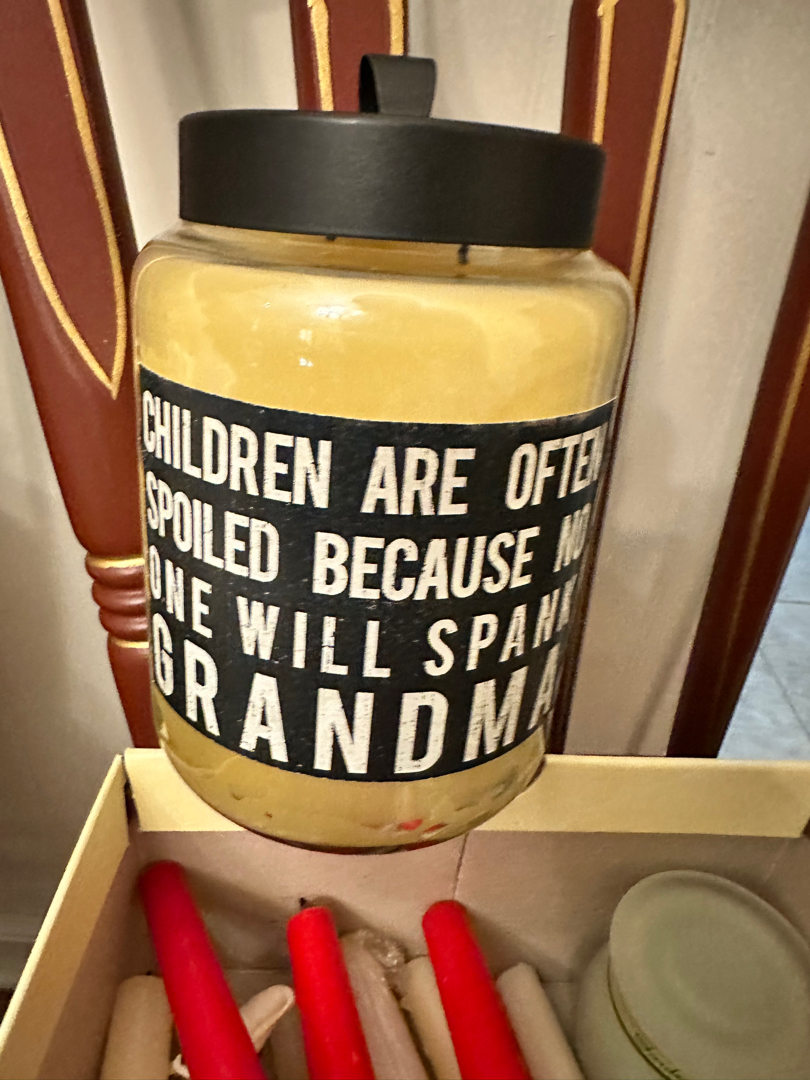 CHILDREN ARE OFTEN
SPOILED BECAUSE NO
ONE WILL SPANK
GRANDMA